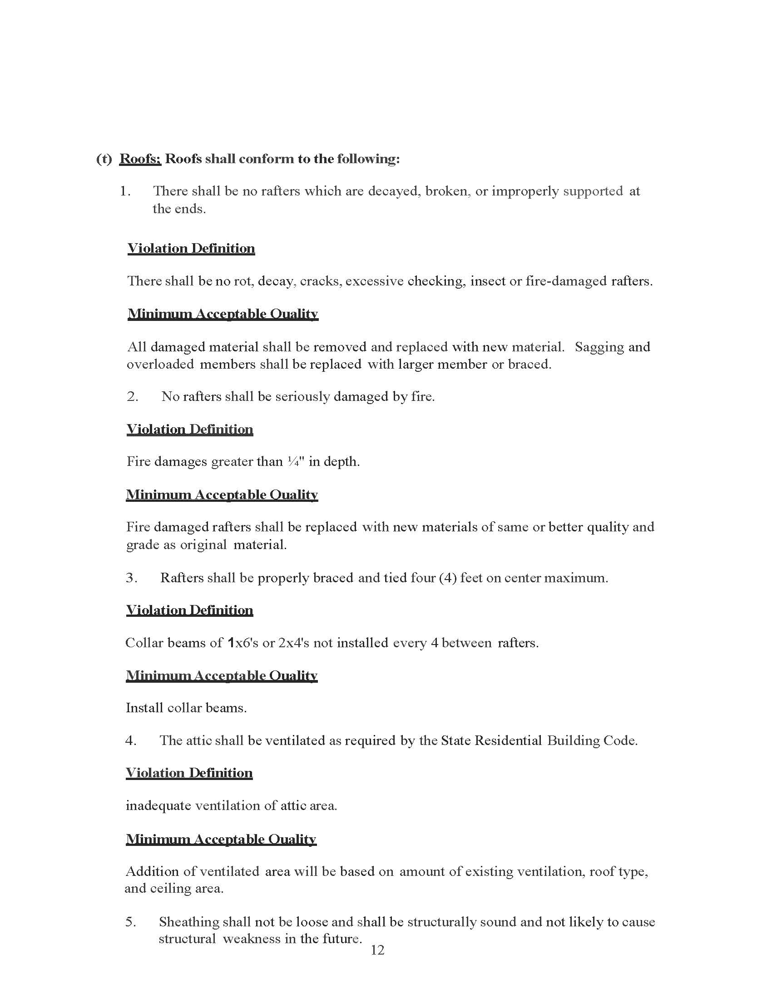 (t) Roofs; Roofs shall conform to the following:
1. There shall be no rafters which are decayed, broken, or improperly supported at
the ends.
Violation Definition
There shall be no rot, decay, cracks, excessive checking, insect or fire-damaged rafters.
Minimum Acceptable Quality
All damaged material shall be removed and replaced with new material. Sagging and
overloaded members shall be replaced with larger member or braced.
2. No rafters shall be seriously damaged by fire.
Violation Definition
Fire damages greater than ¼" in depth.
Minimum Acceptable Quality
Fire damaged rafters shall be replaced with new materials of same or better quality and
grade as original material.
3. Rafters shall be properly braced and tied four (4) feet on center maximum.
Violation Definition
Collar beams of 1x6's or 2x4's not installed every 4 between rafters.
Minimum Acceptable Quality
Install collar beams.
4. The attic shall be ventilated as required by the State Residential Building Code.
Violation Definition
inadequate ventilation of attic area.
Minimum Acceptable Quality
Addition of ventilated area will be based on amount of existing ventilation, roof type,
and ceiling area.
5. Sheathing shall not be loose and shall be structurally sound and not likely to cause
structural weakness in the future.
12